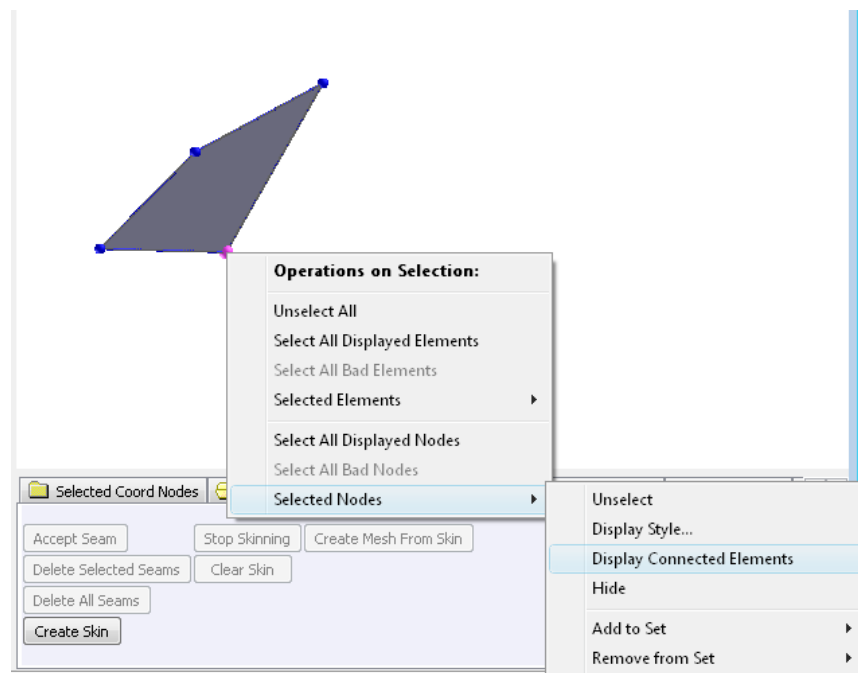 Operations on Selection:
Unselect All
Select All Displayed Elements
Select All Bad Elements
Selected Elements
Select All Displayed Nodes
Select All Bad Nodes
Selected Nodes
Unselect
Display Style...
Display Connected Elements
Hide
Add to Set
Remove from Set
Selected Coord Nodes
Accept Seam
Stop Skinning
Create Mesh From Skin
Delete Selected Seams
Clear Skin
Delete All Seams
Create Skin